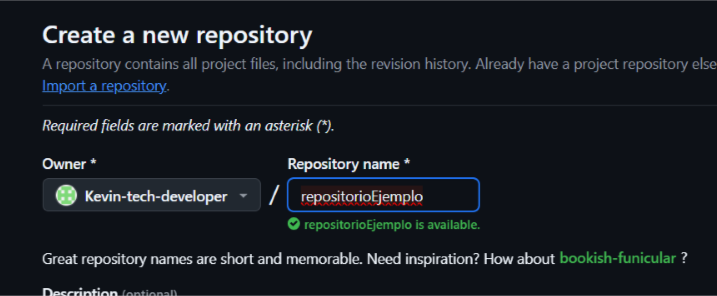 Create a new repository
A repository contains all project files, including the revision history. Already have a project repository else
Import a repository.
Required fields are marked with an asterisk (*).
Owner * Repository name *
Kevin-tech-developer / repositorioEjemplo
repositorioEjemplo is available.
Great repository names are short and memorable. Need inspiration? How about bookish-funicular ?
Description (optional)